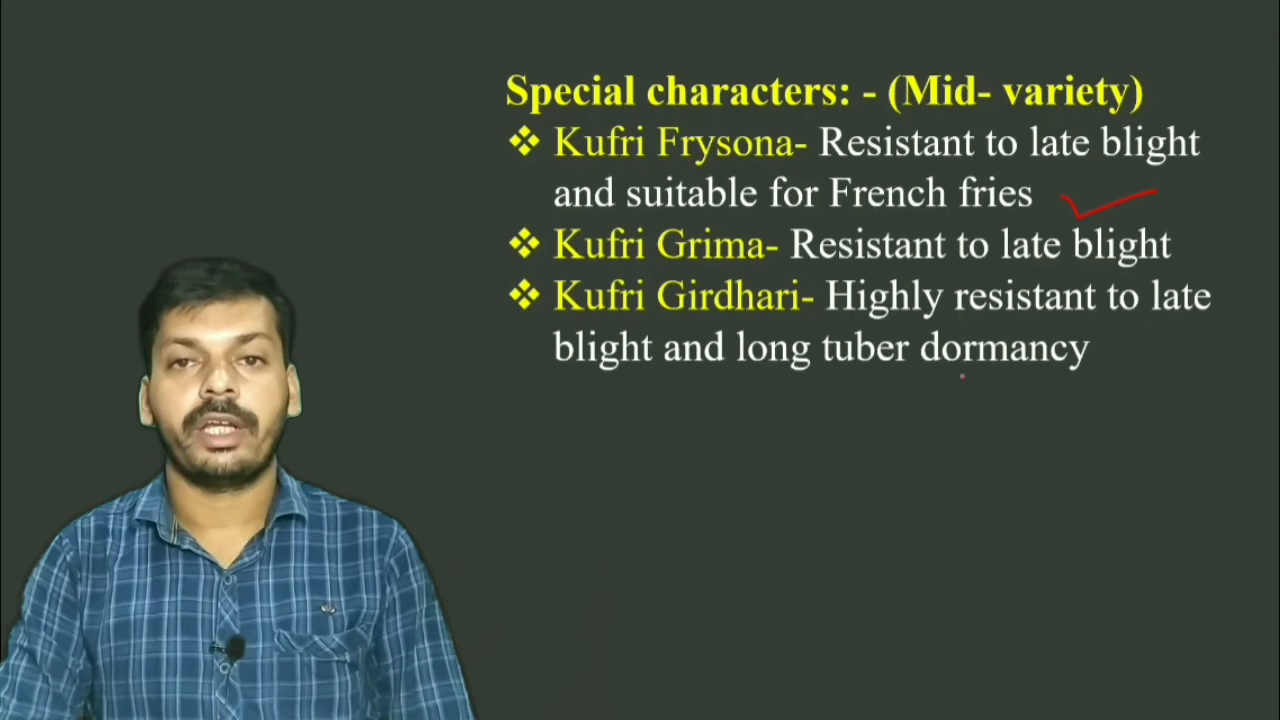 Special characters: - (Mid- variety)
❖ Kufri Frysona- Resistant to late blight
and suitable for French fries
❖ Kufri Grima- Resistant to late blight
❖ Kufri Girdhari- Highly resistant to late
blight and long tuber dormancy